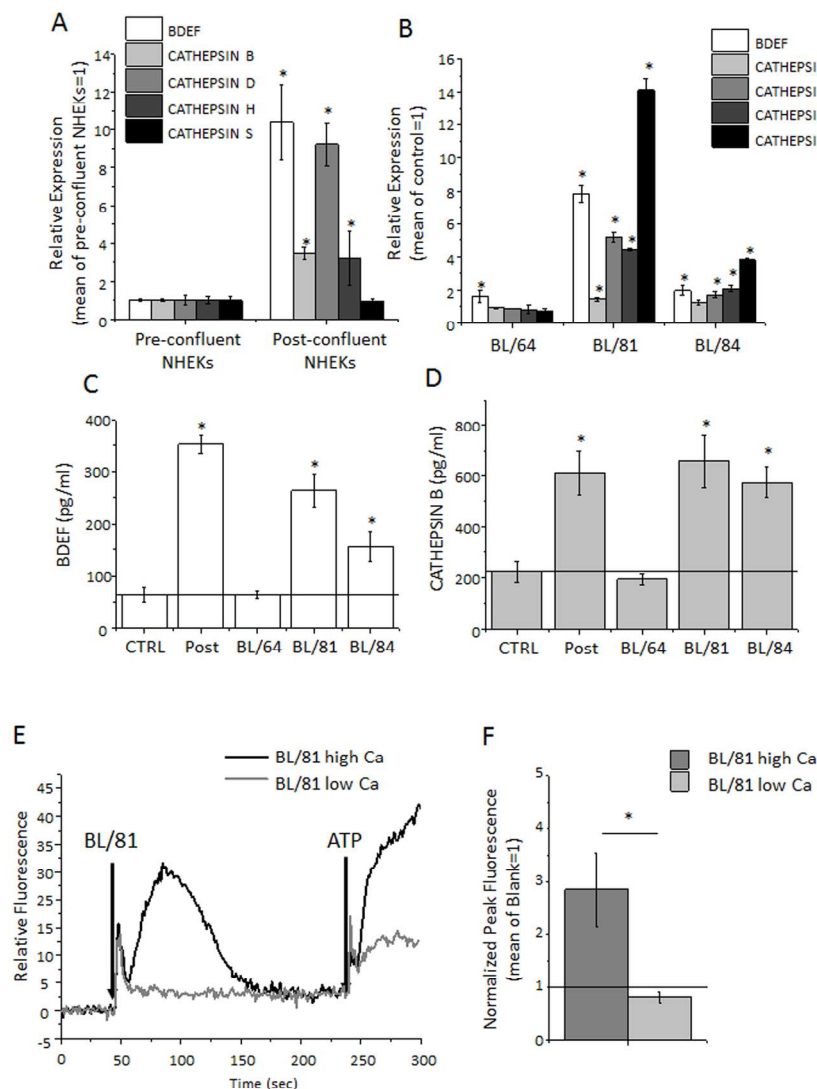 A
BDEF
CATHEPSIN B
CATHEPSIN D
CATHEPSIN H
CATHEPSIN S
Relative Expression
(mean of pre-confluent NHEKs=1)
14
12
10
8
6
4
2
0
* * * *
Pre-confluent
NHEKs
Post-confluent
NHEKs
B
BDEF
CATHEPSI
CATHEPSI
CATHEPSI
CATHEPSI
Relative Expression
(mean of control=1)
16
14
12
10
8
6
4
2
0
* * * * * * * * * *
BL/64 BL/81 BL/84
C
BDEF (pg/ml)
400
300
200
100
0
* * *
CTRL Post BL/64 BL/81 BL/84
D
CATHEPSIN B (pg/ml)
800
600
400
200
0
* * *
CTRL Post BL/64 BL/81 BL/84
E
BL/81 high Ca
BL/81 low Ca
Relative Fluorescence
45
40
35
30
25
20
15
10
5
0
-5
BL/81
ATP
0 50 100 150 200 250 300
Time (sec)
F
BL/81 high Ca
BL/81 low Ca
Normalized Peak Fluorescence
(mean of Blank=1)
5
4
3
2
1
0
*